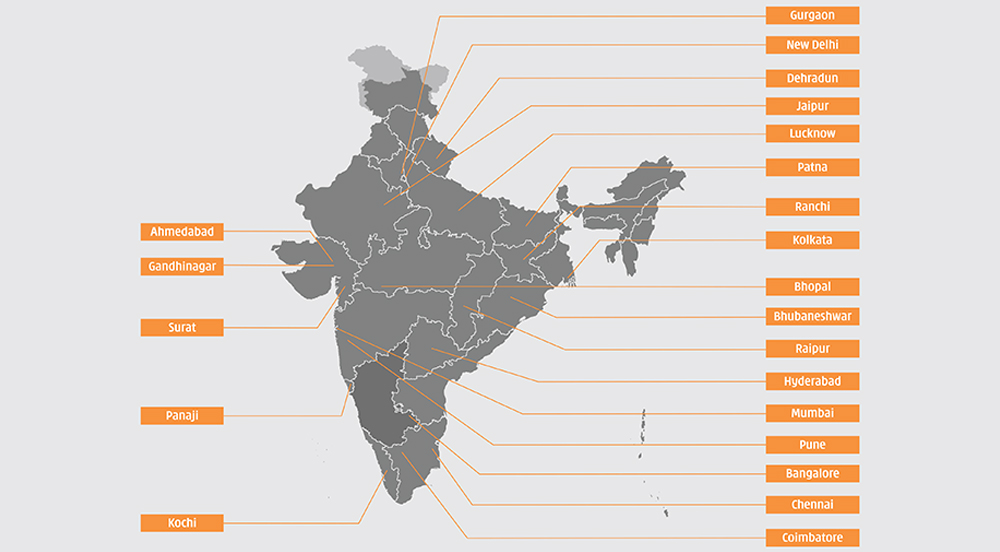 Gurgaon
New Delhi
Dehradun
Jaipur
Lucknow
Patna
Ranchi
Kolkata
Bhopal
Bhubaneshwar
Raipur
Hyderabad
Mumbai
Pune
Bangalore
Chennai
Coimbatore
Ahmedabad
Gandhinagar
Surat
Panaji
Kochi